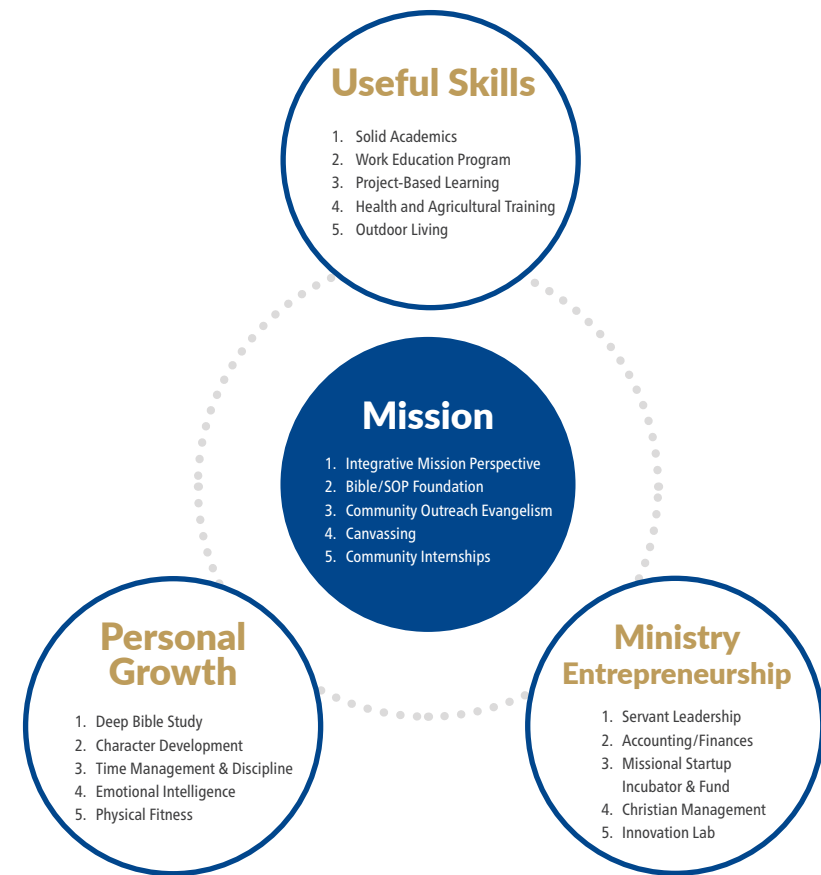 Useful Skills
1. Solid Academics
2. Work Education Program
3. Project-Based Learning
4. Health and Agricultural Training
5. Outdoor Living
Mission
1. Integrative Mission Perspective
2. Bible/SOP Foundation
3. Community Outreach Evangelism
4. Canvassing
5. Community Internships
Personal
Growth
1. Deep Bible Study
2. Character Development
3. Time Management & Discipline
4. Emotional Intelligence
5. Physical Fitness
Ministry
Entrepreneurship
1. Servant Leadership
2. Accounting/Finances
3. Missional Startup
Incubator & Fund
4. Christian Management
5. Innovation Lab